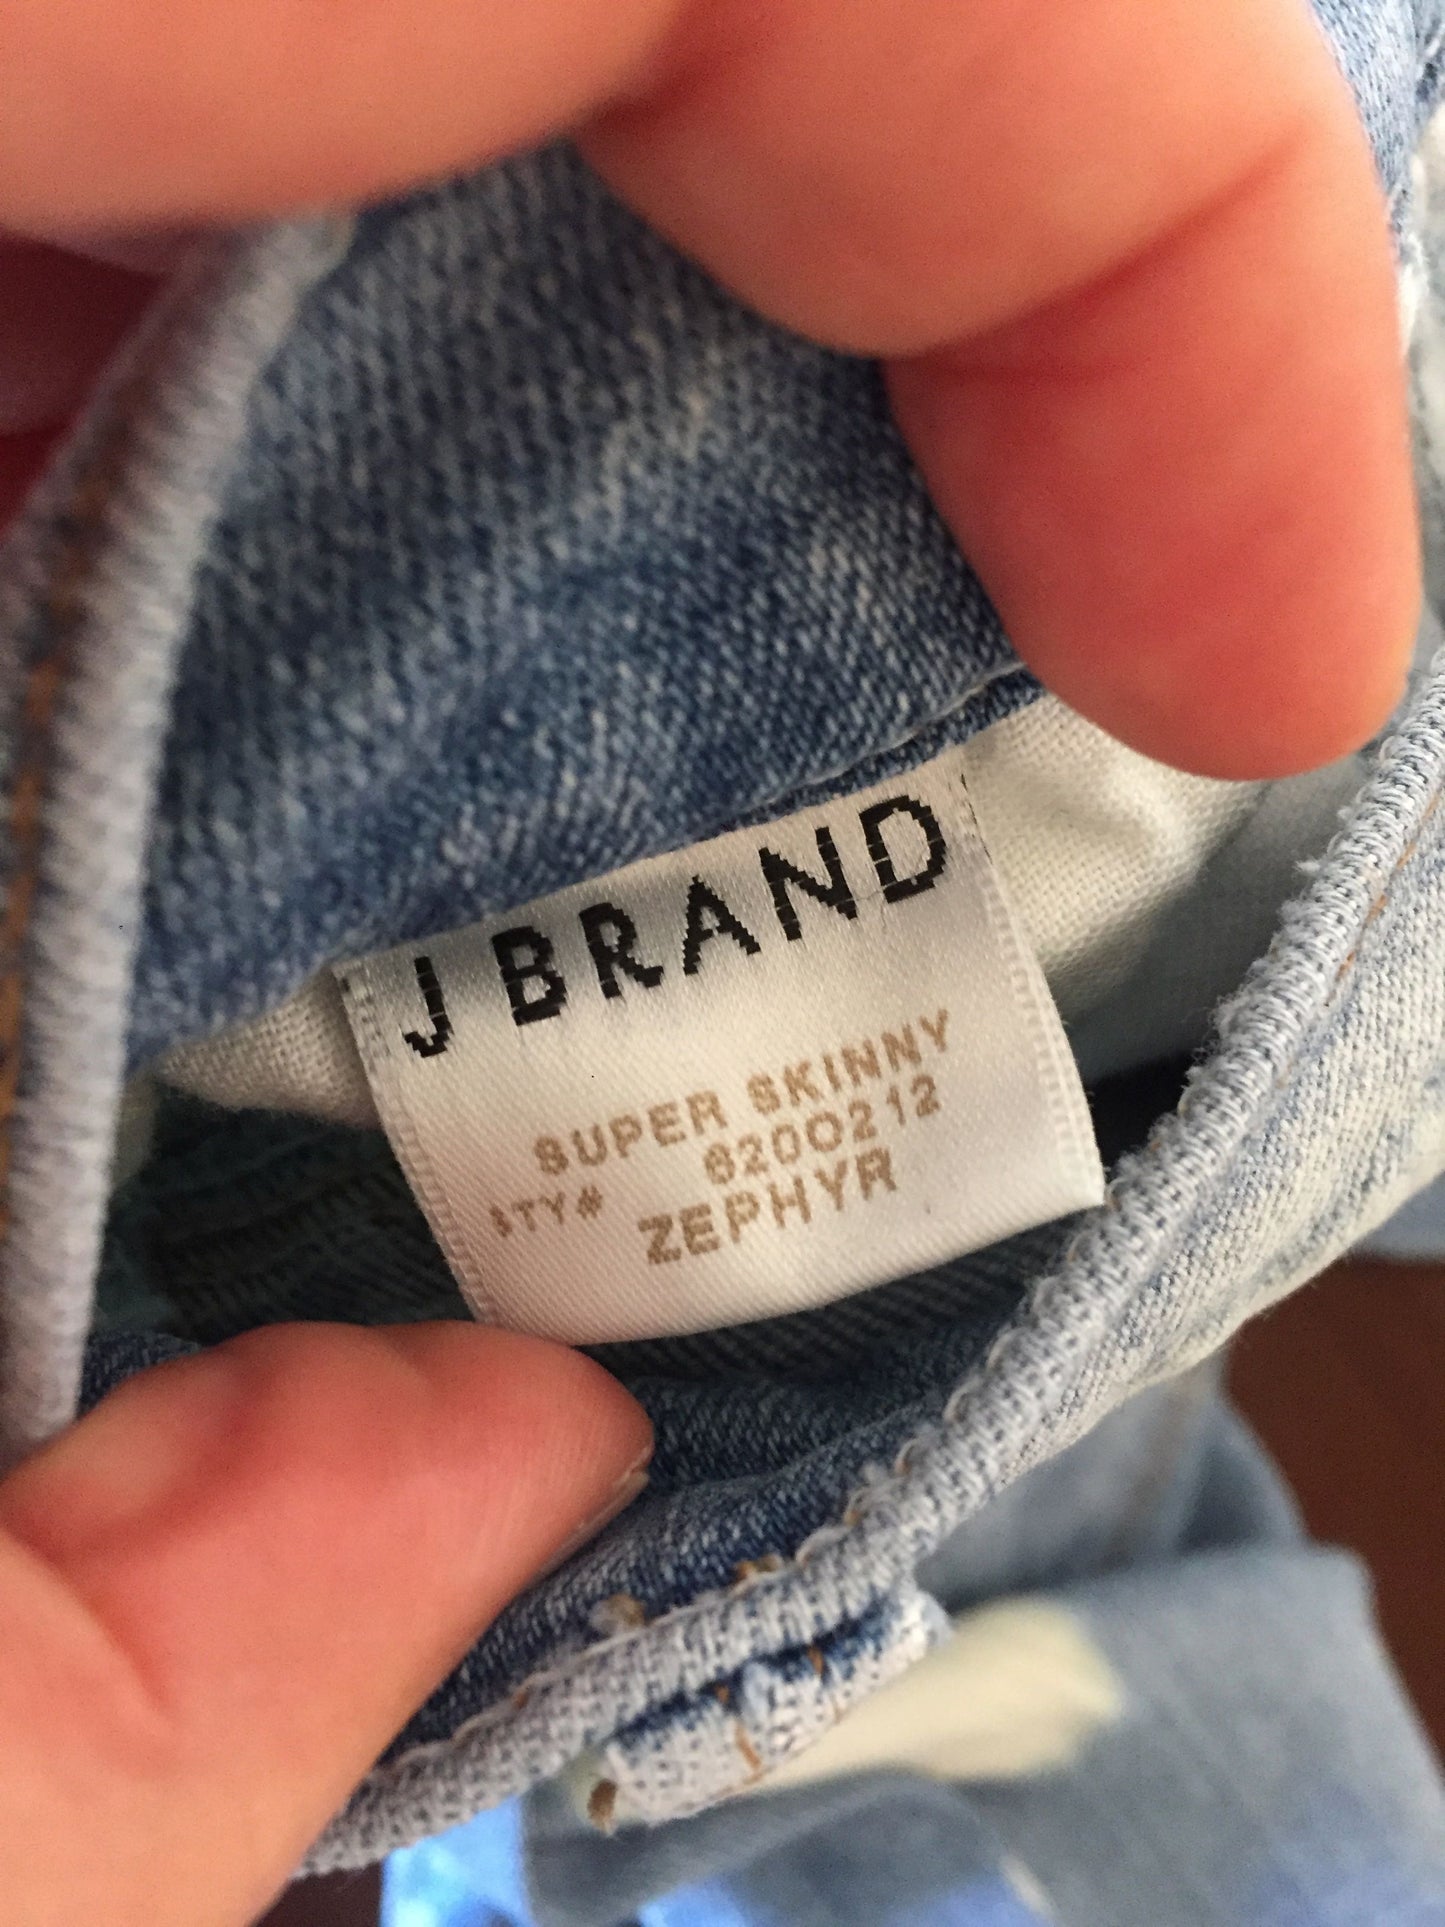 J BRAND
SUPER SKINNY
STY# 620O212
ZEPHYR